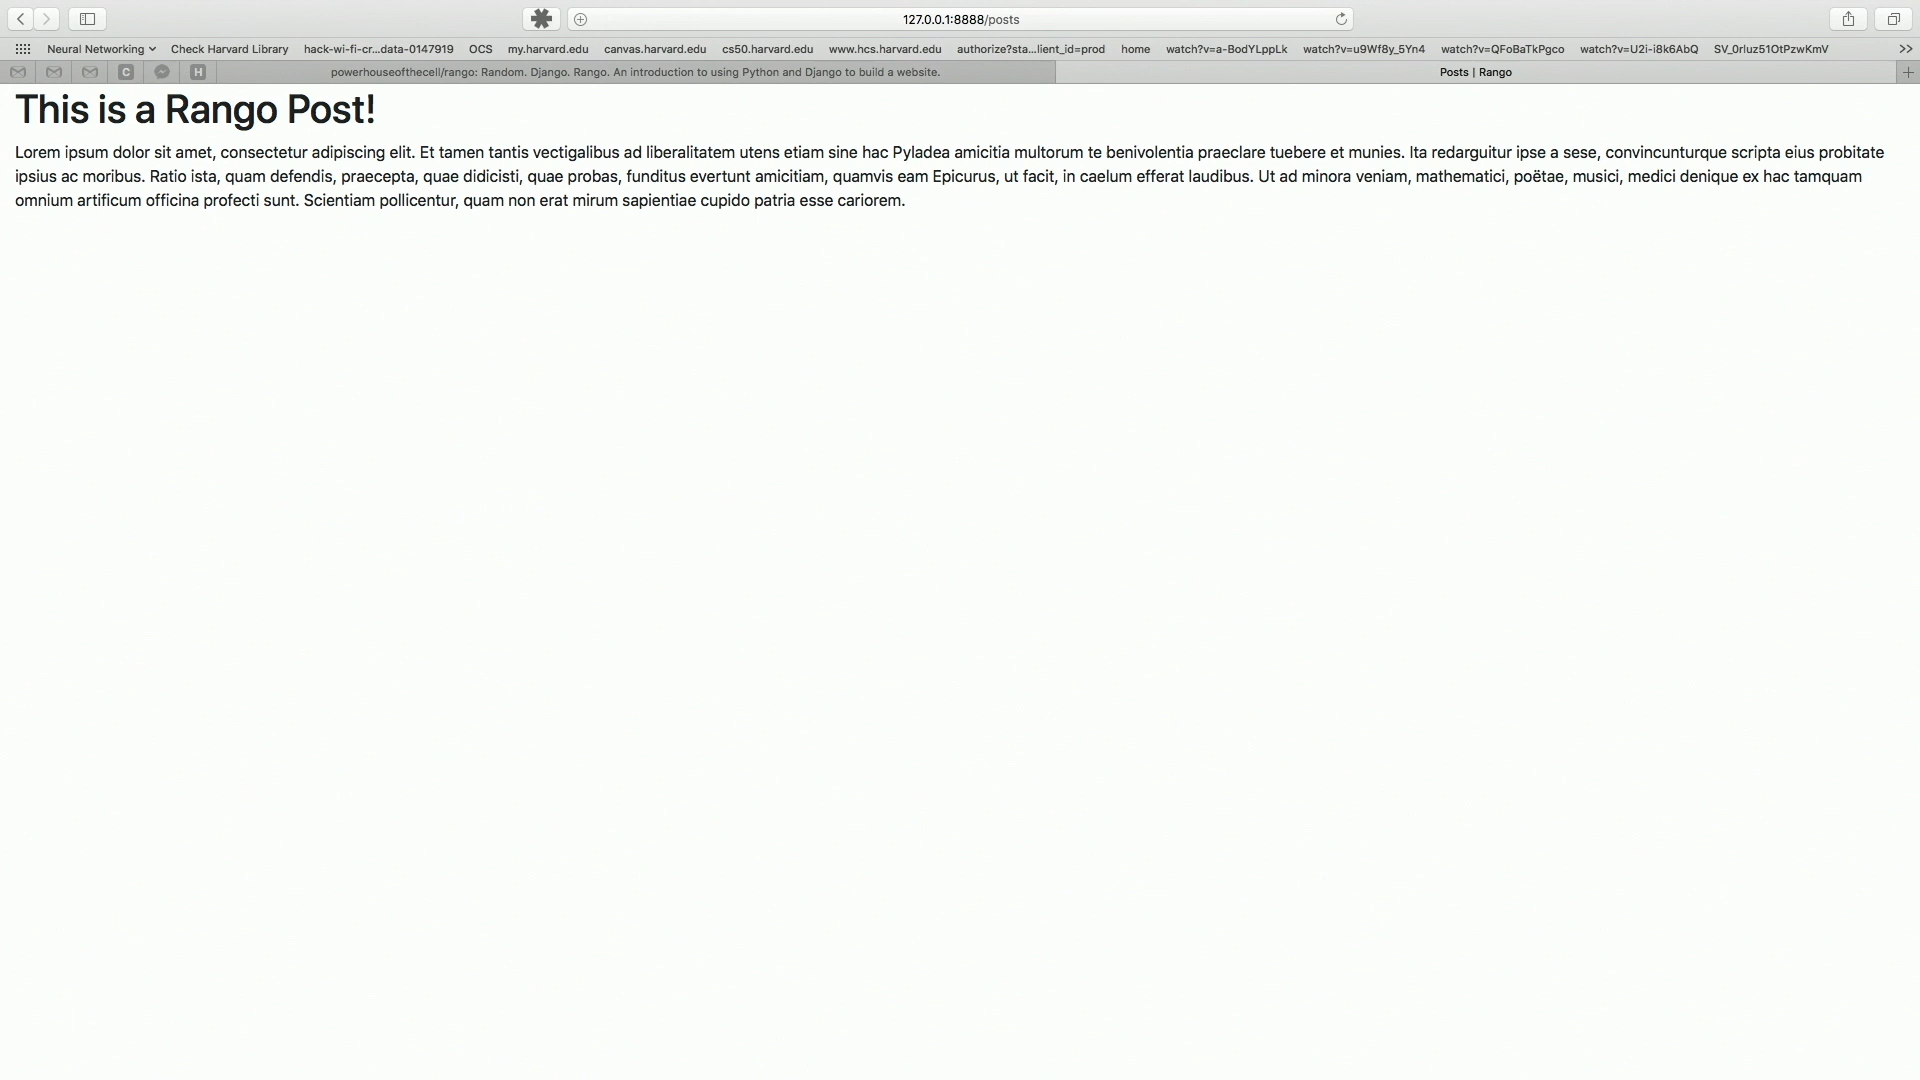 127.0.0.1:8888/posts
Neural Networking Check Harvard Library hack-wi-fi-cr...data-0147919 OCS my.harvard.edu canvas.harvard.edu cs50.harvard.edu www.hcs.harvard.edu authorize?sta...lient_id=prod home watch?v=a-BodYLppLk watch?v=u9Wf8y_5Yn4 watch?v=QFoBaTkPgco watch?v=U2i-i8k6AbQ SV_0rluz51OtPzwKmV >>
C H powerhouseofthecell/rango: Random. Django. Rango. An introduction to using Python and Django to build a website. Posts | Rango
This is a Rango Post!
Lorem ipsum dolor sit amet, consectetur adipiscing elit. Et tamen tantis vectigalibus ad liberalitatem utens etiam sine hac Pyladea amicitia multorum te benivolentia praeclare tuebere et munies. Ita redarguitur ipse a sese, convincunturque scripta eius probitate
ipsius ac moribus. Ratio ista, quam defendis, praecepta, quae didicisti, quae probas, funditus evertunt amicitiam, quamvis eam Epicurus, ut facit, in caelum efferat laudibus. Ut ad minora veniam, mathematici, poëtae, musici, medici denique ex hac tamquam
omnium artificum officina profecti sunt. Scientiam pollicentur, quam non erat mirum sapientiae cupido patria esse cariorem.